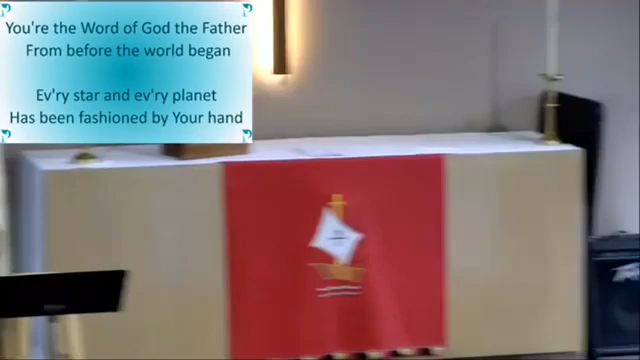 You're the Word of God the Father
From before the world began
Ev'ry star and ev'ry planet
Has been fashioned by Your hand